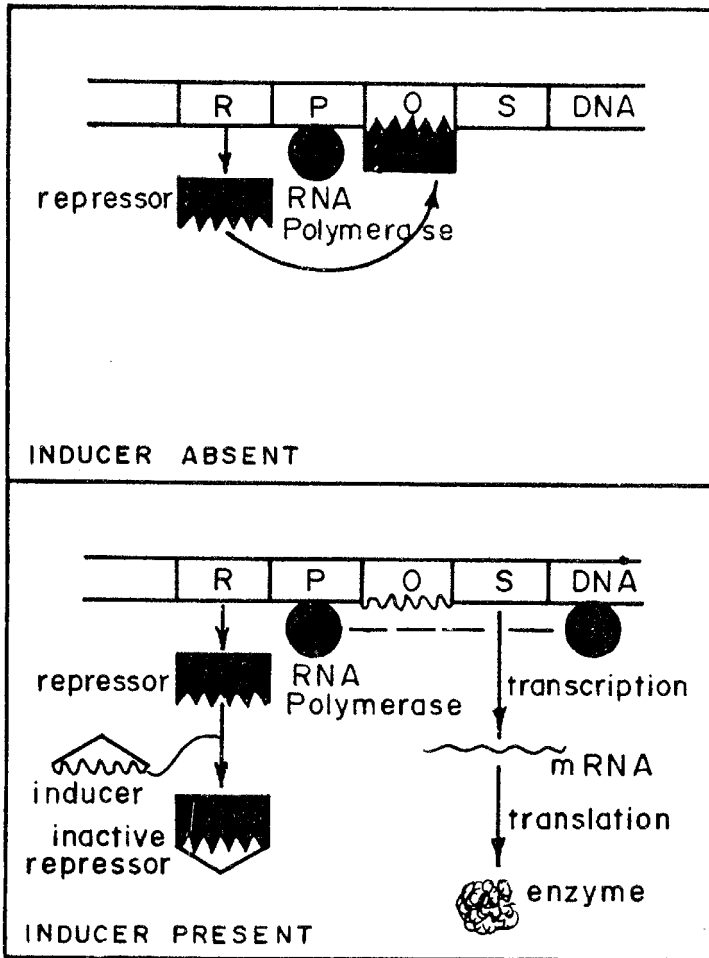 R P O S DNA
repressor
RNA
Polymerase
INDUCER ABSENT
R P O S DNA
repressor
RNA
Polymerase
transcription
inducer
mRNA
inactive
repressor
translation
enzyme
INDUCER PRESENT